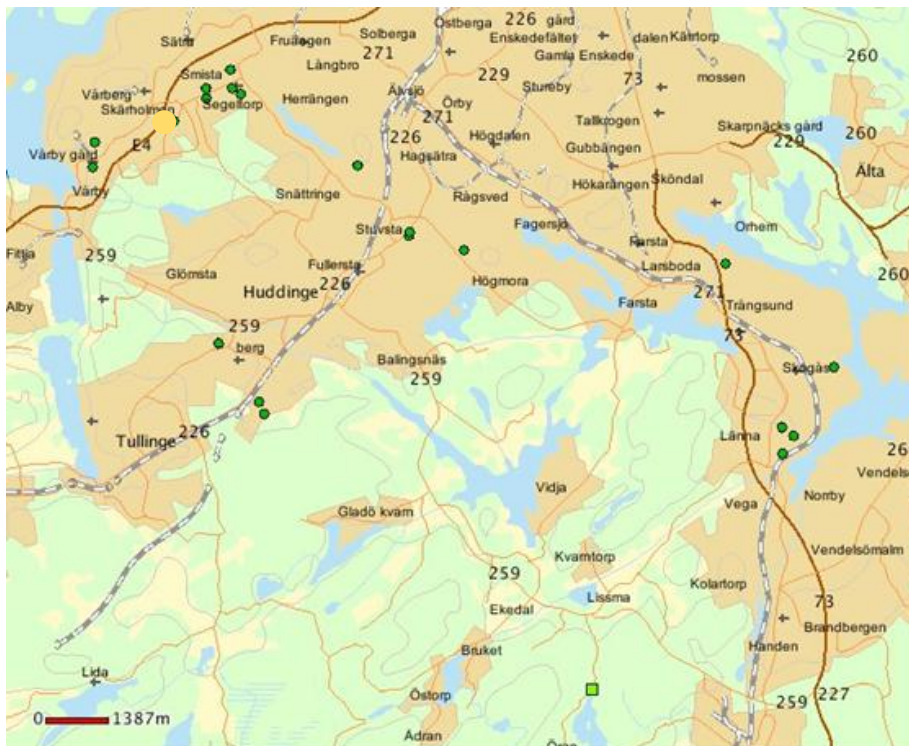 Östberga
226 gård
Sätra
Fruängen
Solberga
Enskedefältet
dalen
Kärrtorp
271
Gamla Enske
260
Långbro
229
73
mossen
Smista
Stureby
Vårberg
Älvsjö
Segeltorp
Herrängen
Örby
Skärholmen
271
Tallkrogen
Skarpnäcks gård
260
226
Högdalen
229
E4
Gubbängen
Vårby gård
Hagsätra
Älta
Sköndal
Vårby
Snättringe
Rågsved
Hökarängen
Fagersjö
Orhem
Stuvsta
Farsta
Fittja
259
Fullersta
Larsboda
260
Glömsta
226
Högmora
Huddinge
271
Alby
Farsta
Trångsund
259
73
berg
Balingsnäs
Skogås
259
Tullinge
226
Länna
26
Vendelsö
Vidja
Norrby
Vega
Gladö kvarn
Vendelsömalm
Kvarntorp
259
Kolartorp
Lissma
73
Ekedal
Brandbergen
Handen
Bruket
Lida
Östorp
227
259
0
1387m
Ådran